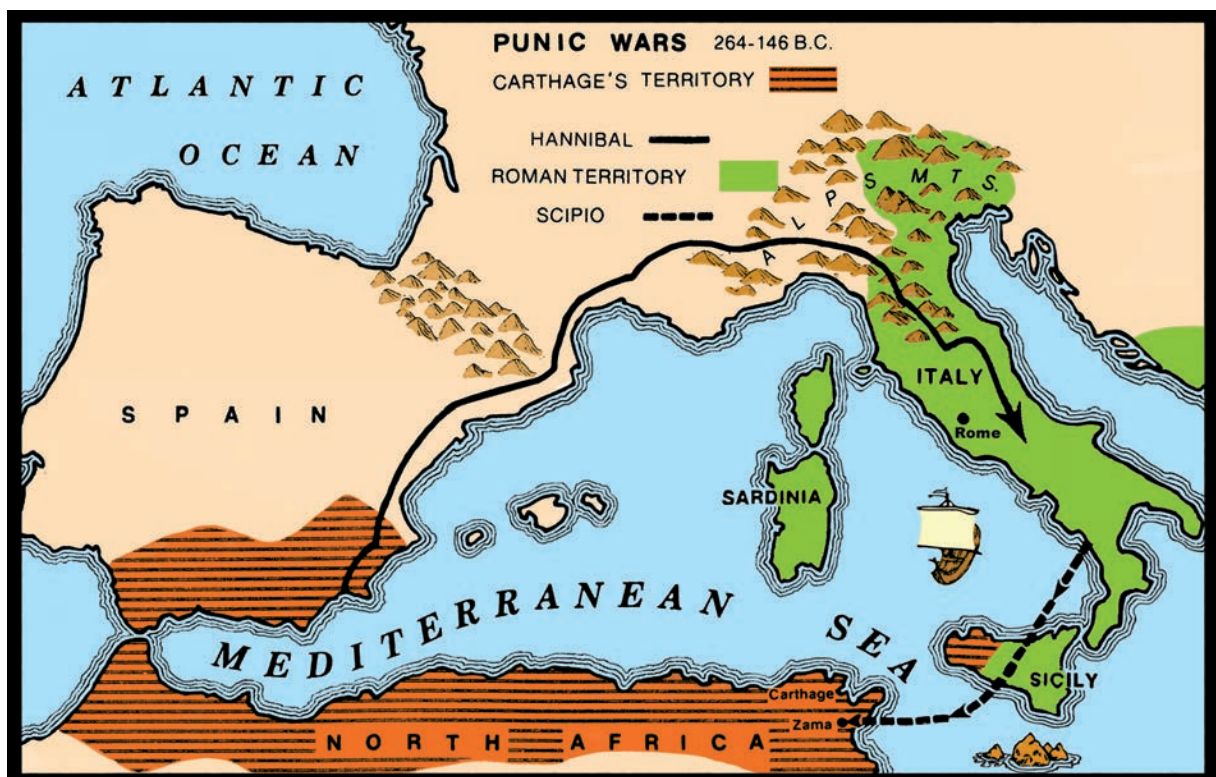 PUNIC WARS 264-146 B.C.
CARTHAGE'S TERRITORY
HANNIBAL
ROMAN TERRITORY
SCIPIO
ATLANTIC
OCEAN
ALPS MTS.
SPAIN
ITALY
Rome
SARDINIA
MEDITERRANEAN SEA
SICILY
Carthage
Zama
NORTH AFRICA